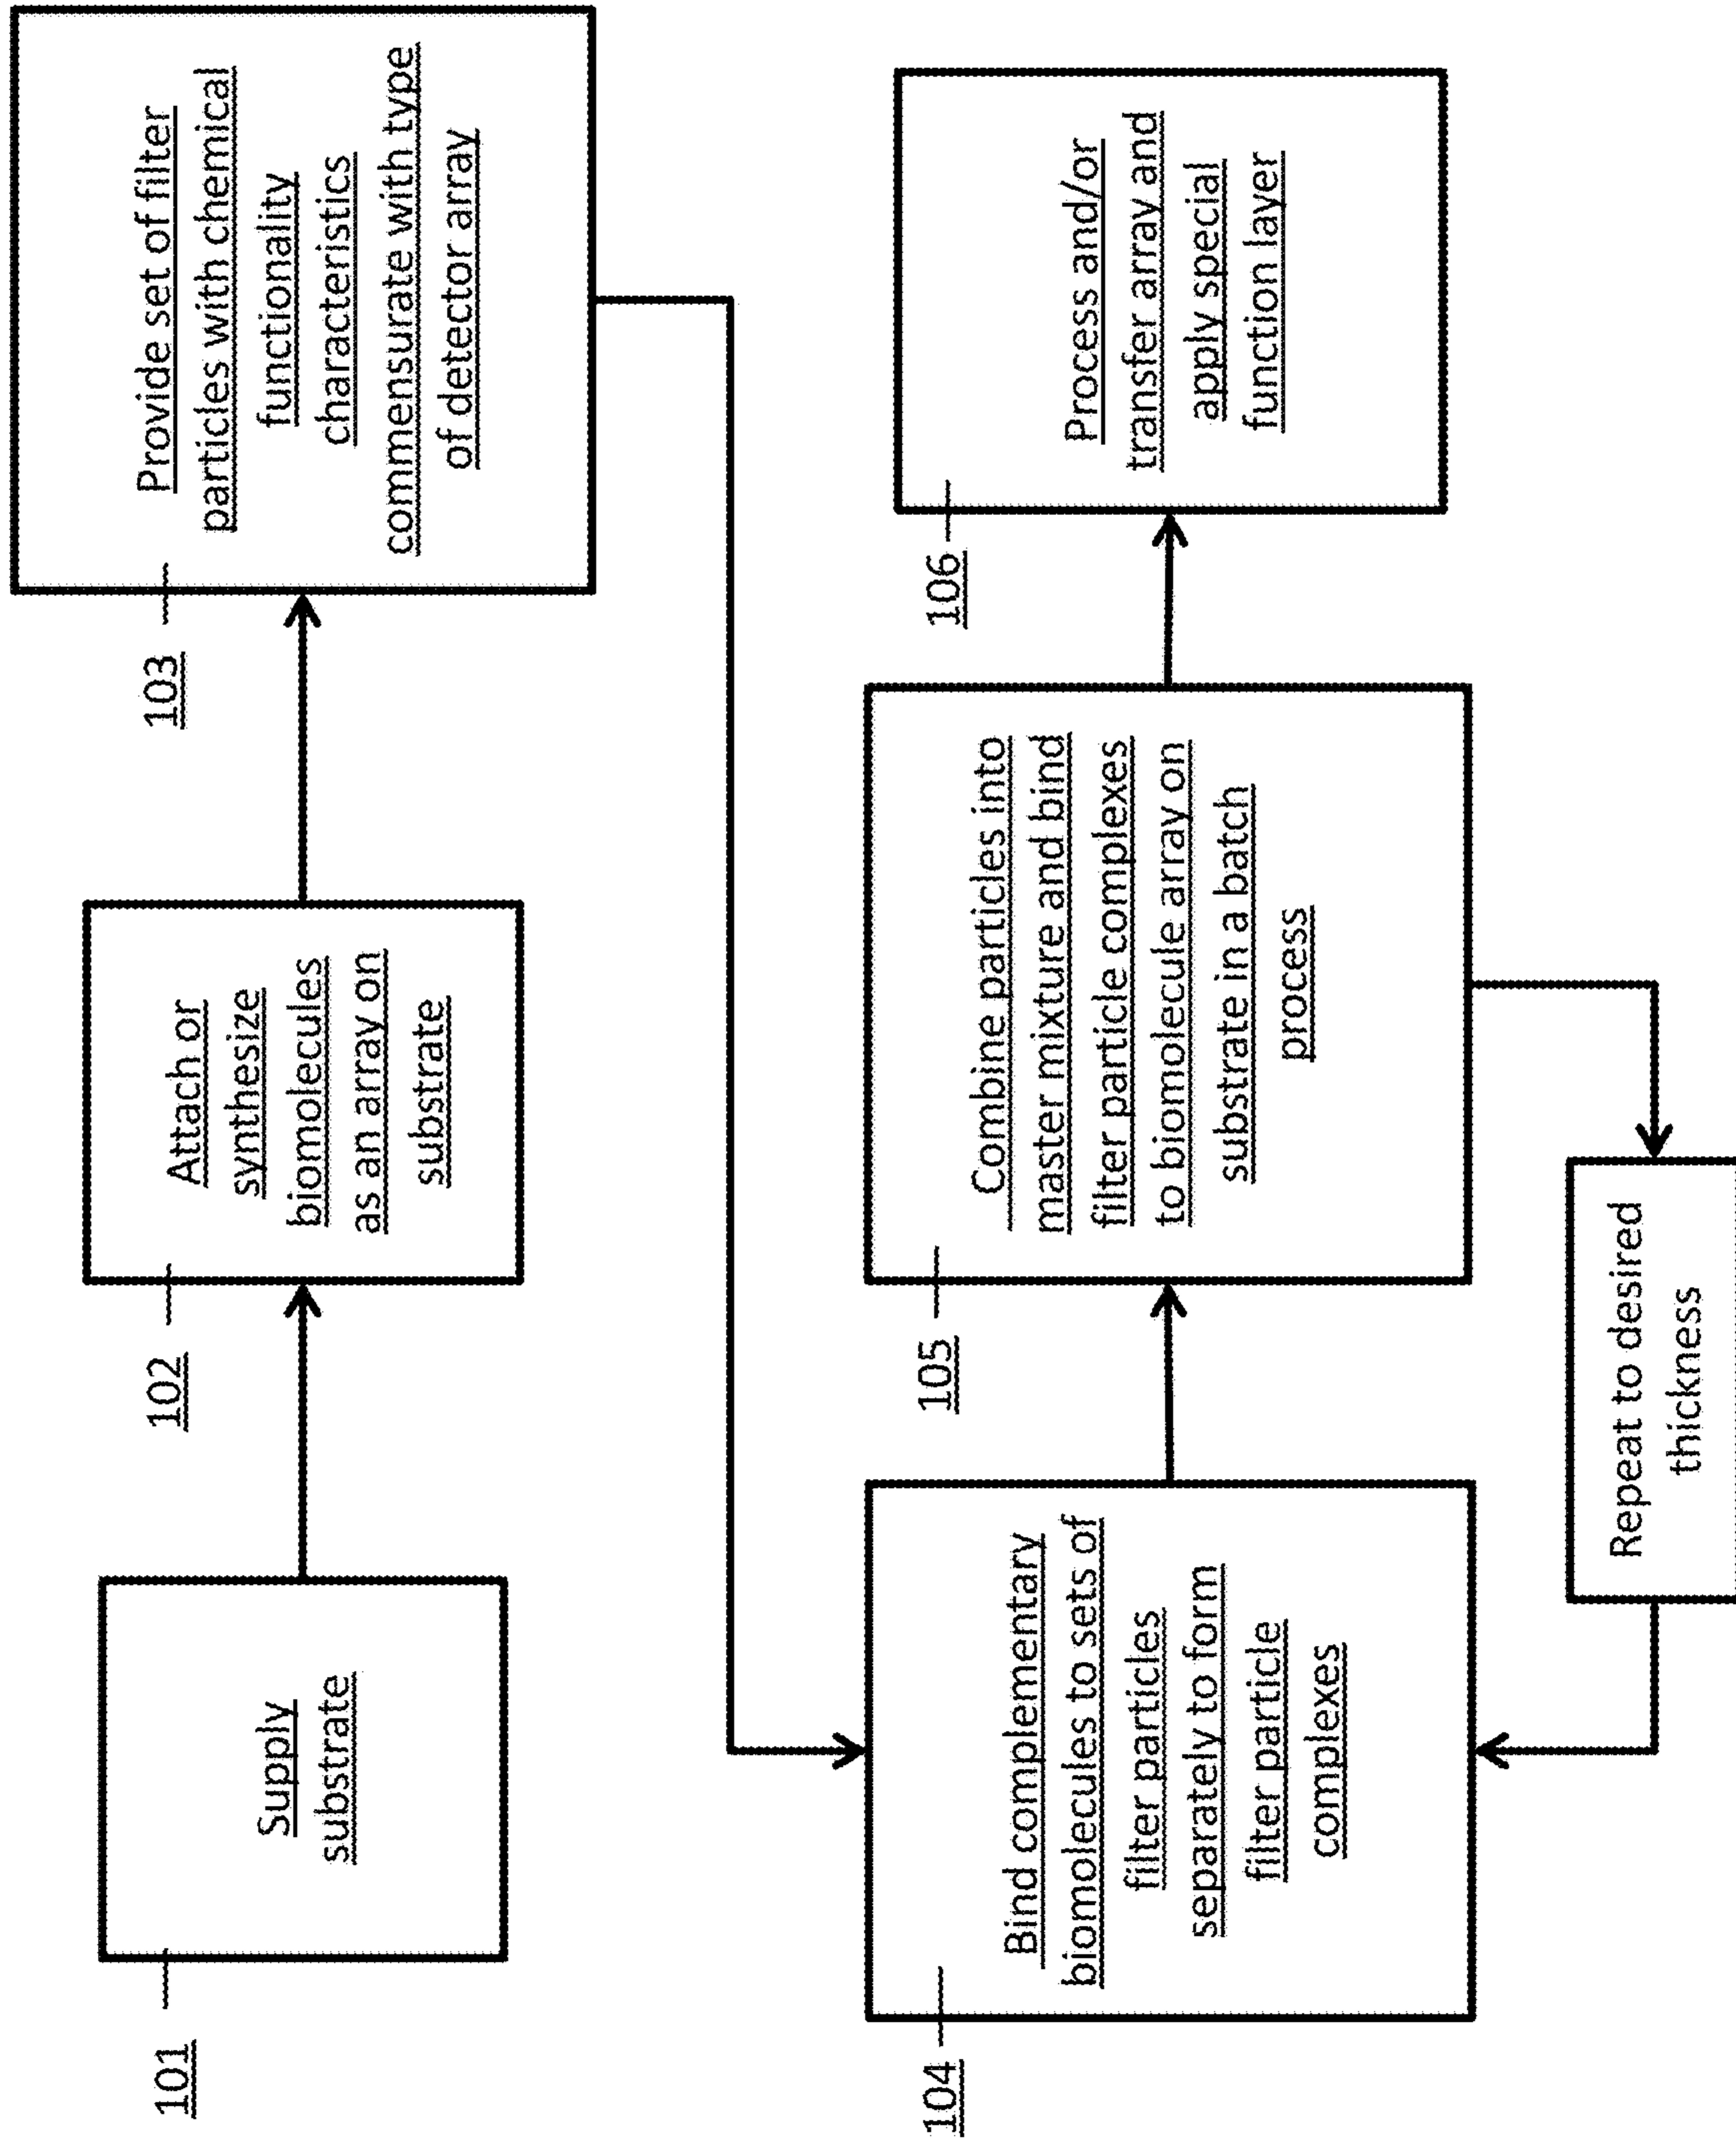 101
Supply
substrate
102
Attach or
synthesize
biomolecules
as an array on
substrate
103
Provide set of filter
particles with chemical
functionality
characteristics
commensurate with type
of detector array
104
Bind complementary
biomolecules to sets of
filter particles
separately to form
filter particle
complexes
105
Combine particles into
master mixture and bind
filter particle complexes
to biomolecule array on
substrate in a batch
process
106
Process and/or
transfer array and
apply special
function layer
Repeat to desired
thickness